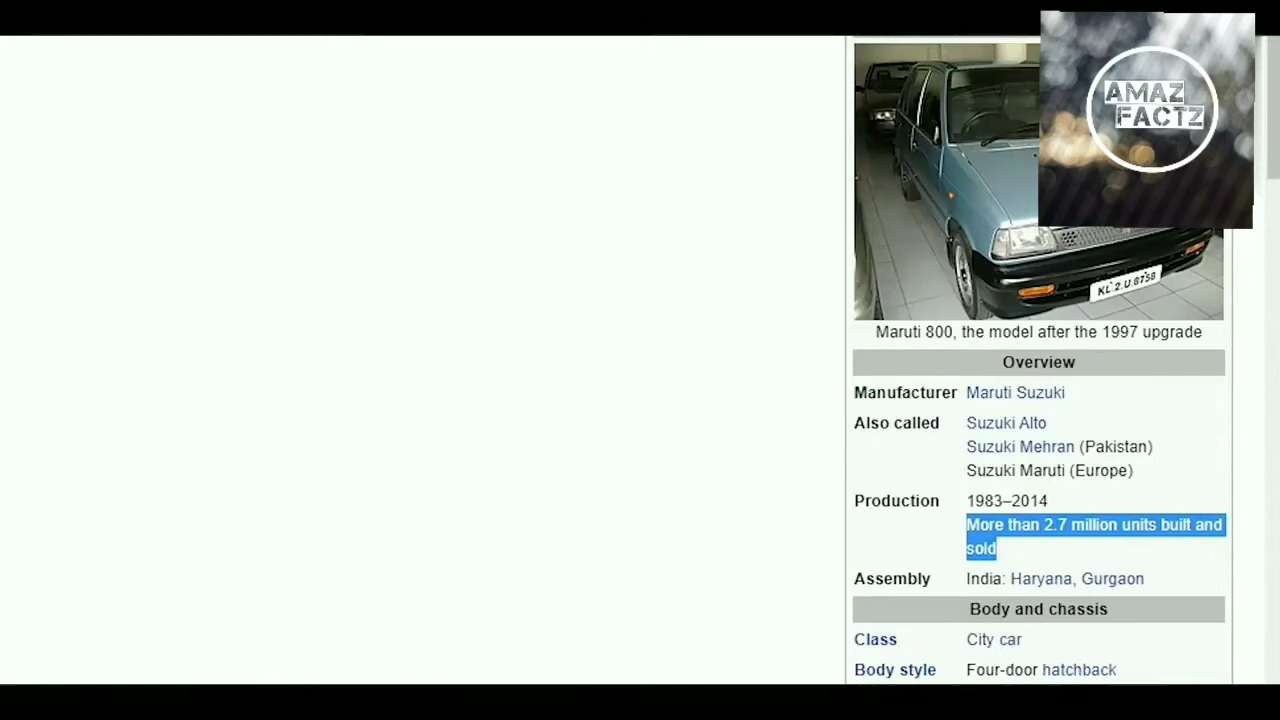 AMAZ
FACTZ
KL.2.U.8758
Maruti 800, the model after the 1997 upgrade
Overview
Manufacturer Maruti Suzuki
Also called Suzuki Alto
Suzuki Mehran (Pakistan)
Suzuki Maruti (Europe)
Production 1983–2014
More than 2.7 million units built and
sold
Assembly India: Haryana, Gurgaon
Body and chassis
Class City car
Body style Four-door hatchback